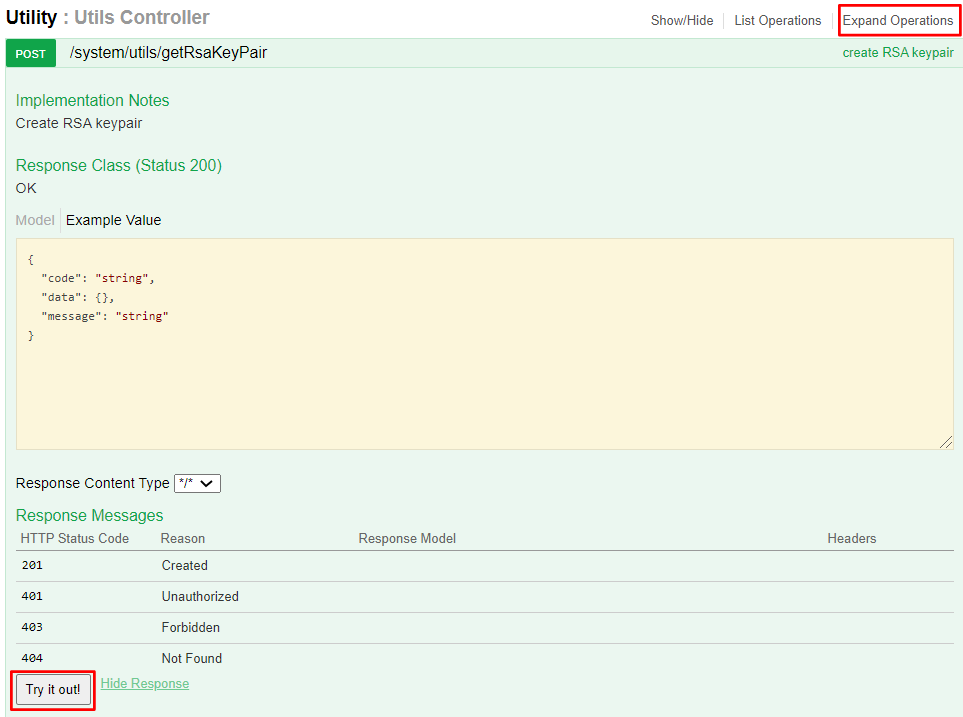 Utility : Utils Controller
Show/Hide List Operations Expand Operations
POST /system/utils/getRsaKeyPair create RSA keypair
Implementation Notes
Create RSA keypair
Response Class (Status 200)
OK
Model Example Value
{
"code": "string",
"data": {},
"message": "string"
}
Response Content Type */*
Response Messages
HTTP Status Code Reason Response Model Headers
201 Created
401 Unauthorized
403 Forbidden
404 Not Found
Try it out! Hide Response